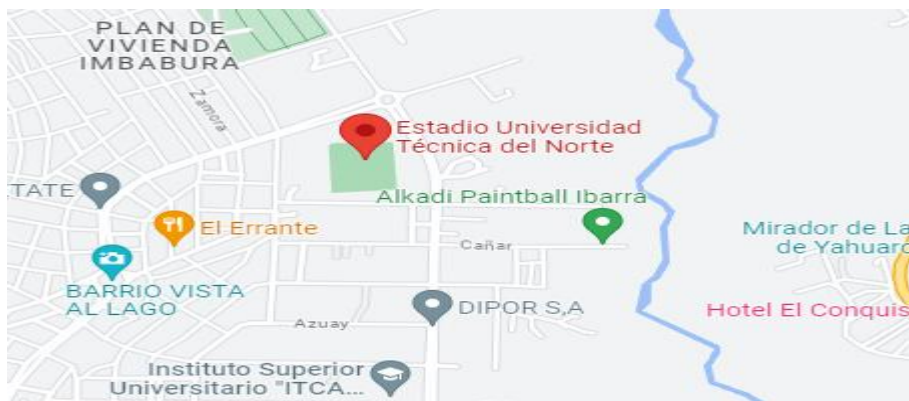 PLAN DE
VIVIENDA
IMBABURA
Zamora
Estadio Universidad
Técnica del Norte
TATE
Alkadi Paintball Ibarra
El Errante
Cañar
Mirador de La
de Yahuarc
BARRIO VISTA
AL LAGO
DIPOR S,A
Hotel El Conquis
Azuay
Instituto Superior
Universitario "ITCA...